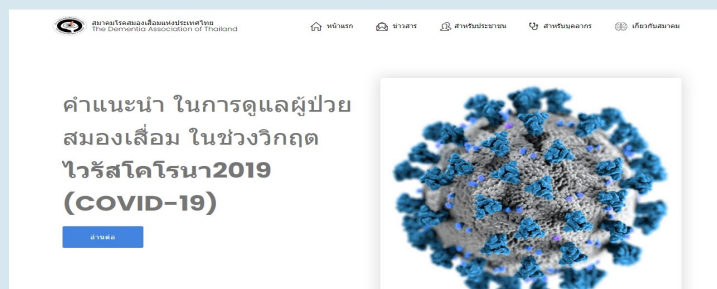 สมาคมโรคสมองเสื่อมแห่งประเทศไทย
The Dementia Association of Thailand
หน้าแรก
ข่าวสาร
สำหรับประชาชน
สำหรับบุคลากร
เกี่ยวกับสมาคม
คำแนะนำ ในการดูแลผู้ป่วย
สมองเสื่อม ในช่วงวิกฤต
ไวรัสโคโรนา2019
(COVID-19)
อ่านต่อ